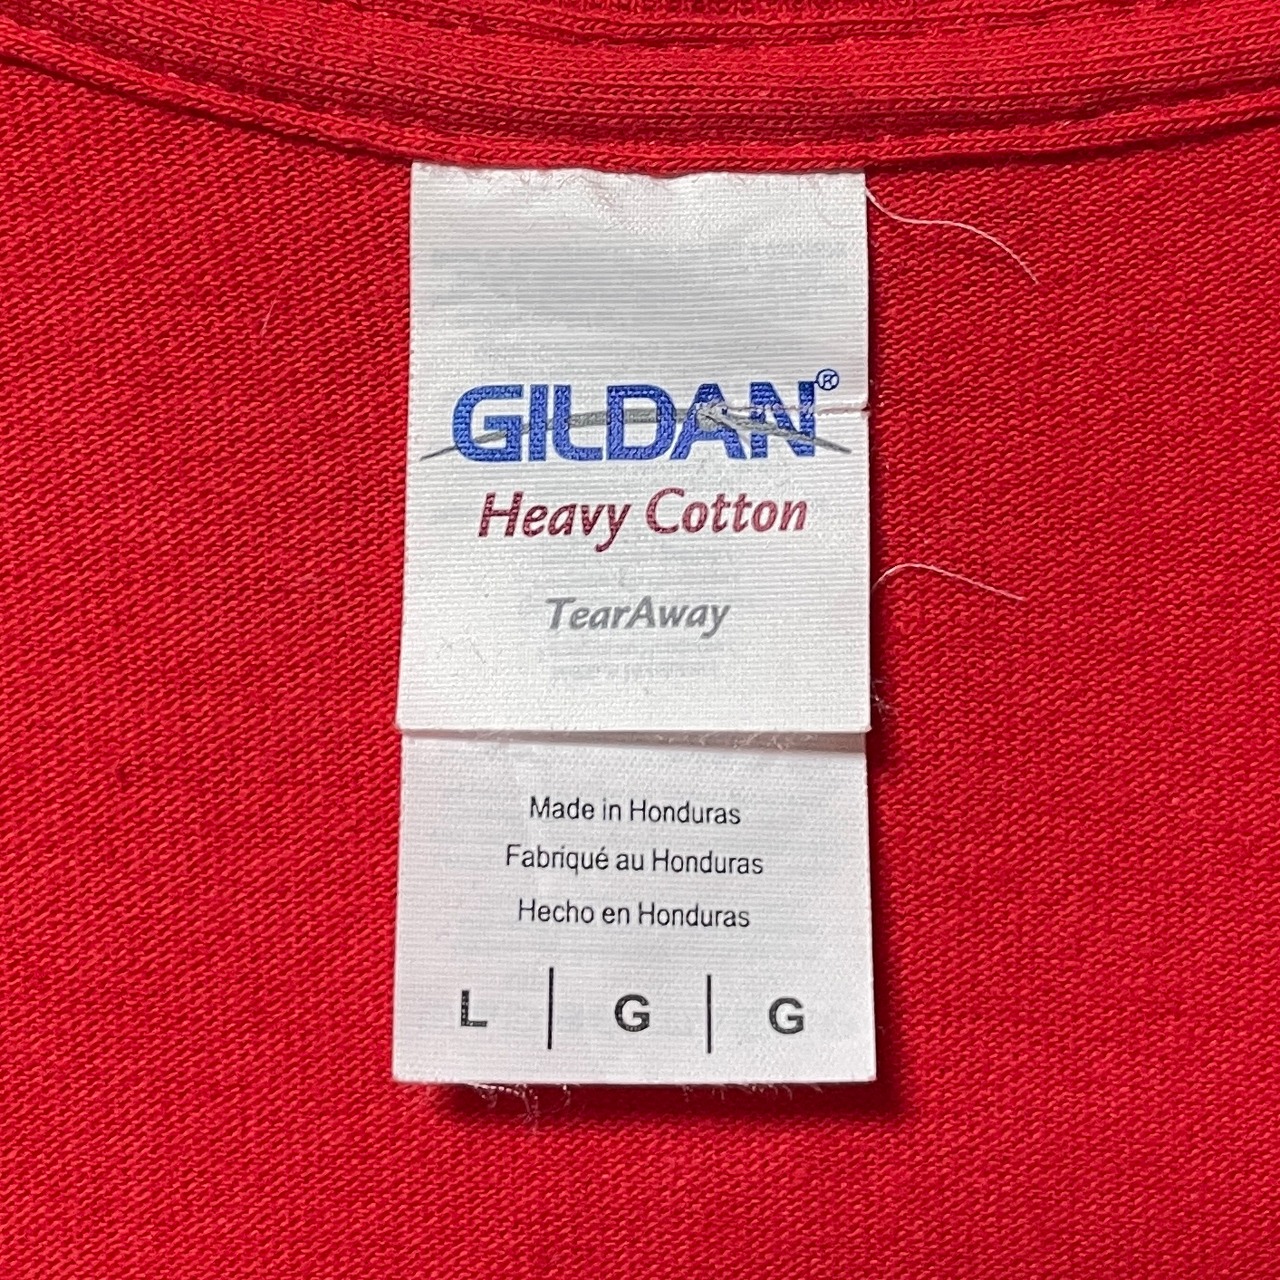 GILDAN®
Heavy Cotton
TearAway
Made in Honduras
Fabriqué au Honduras
Hecho en Honduras
L | G | G